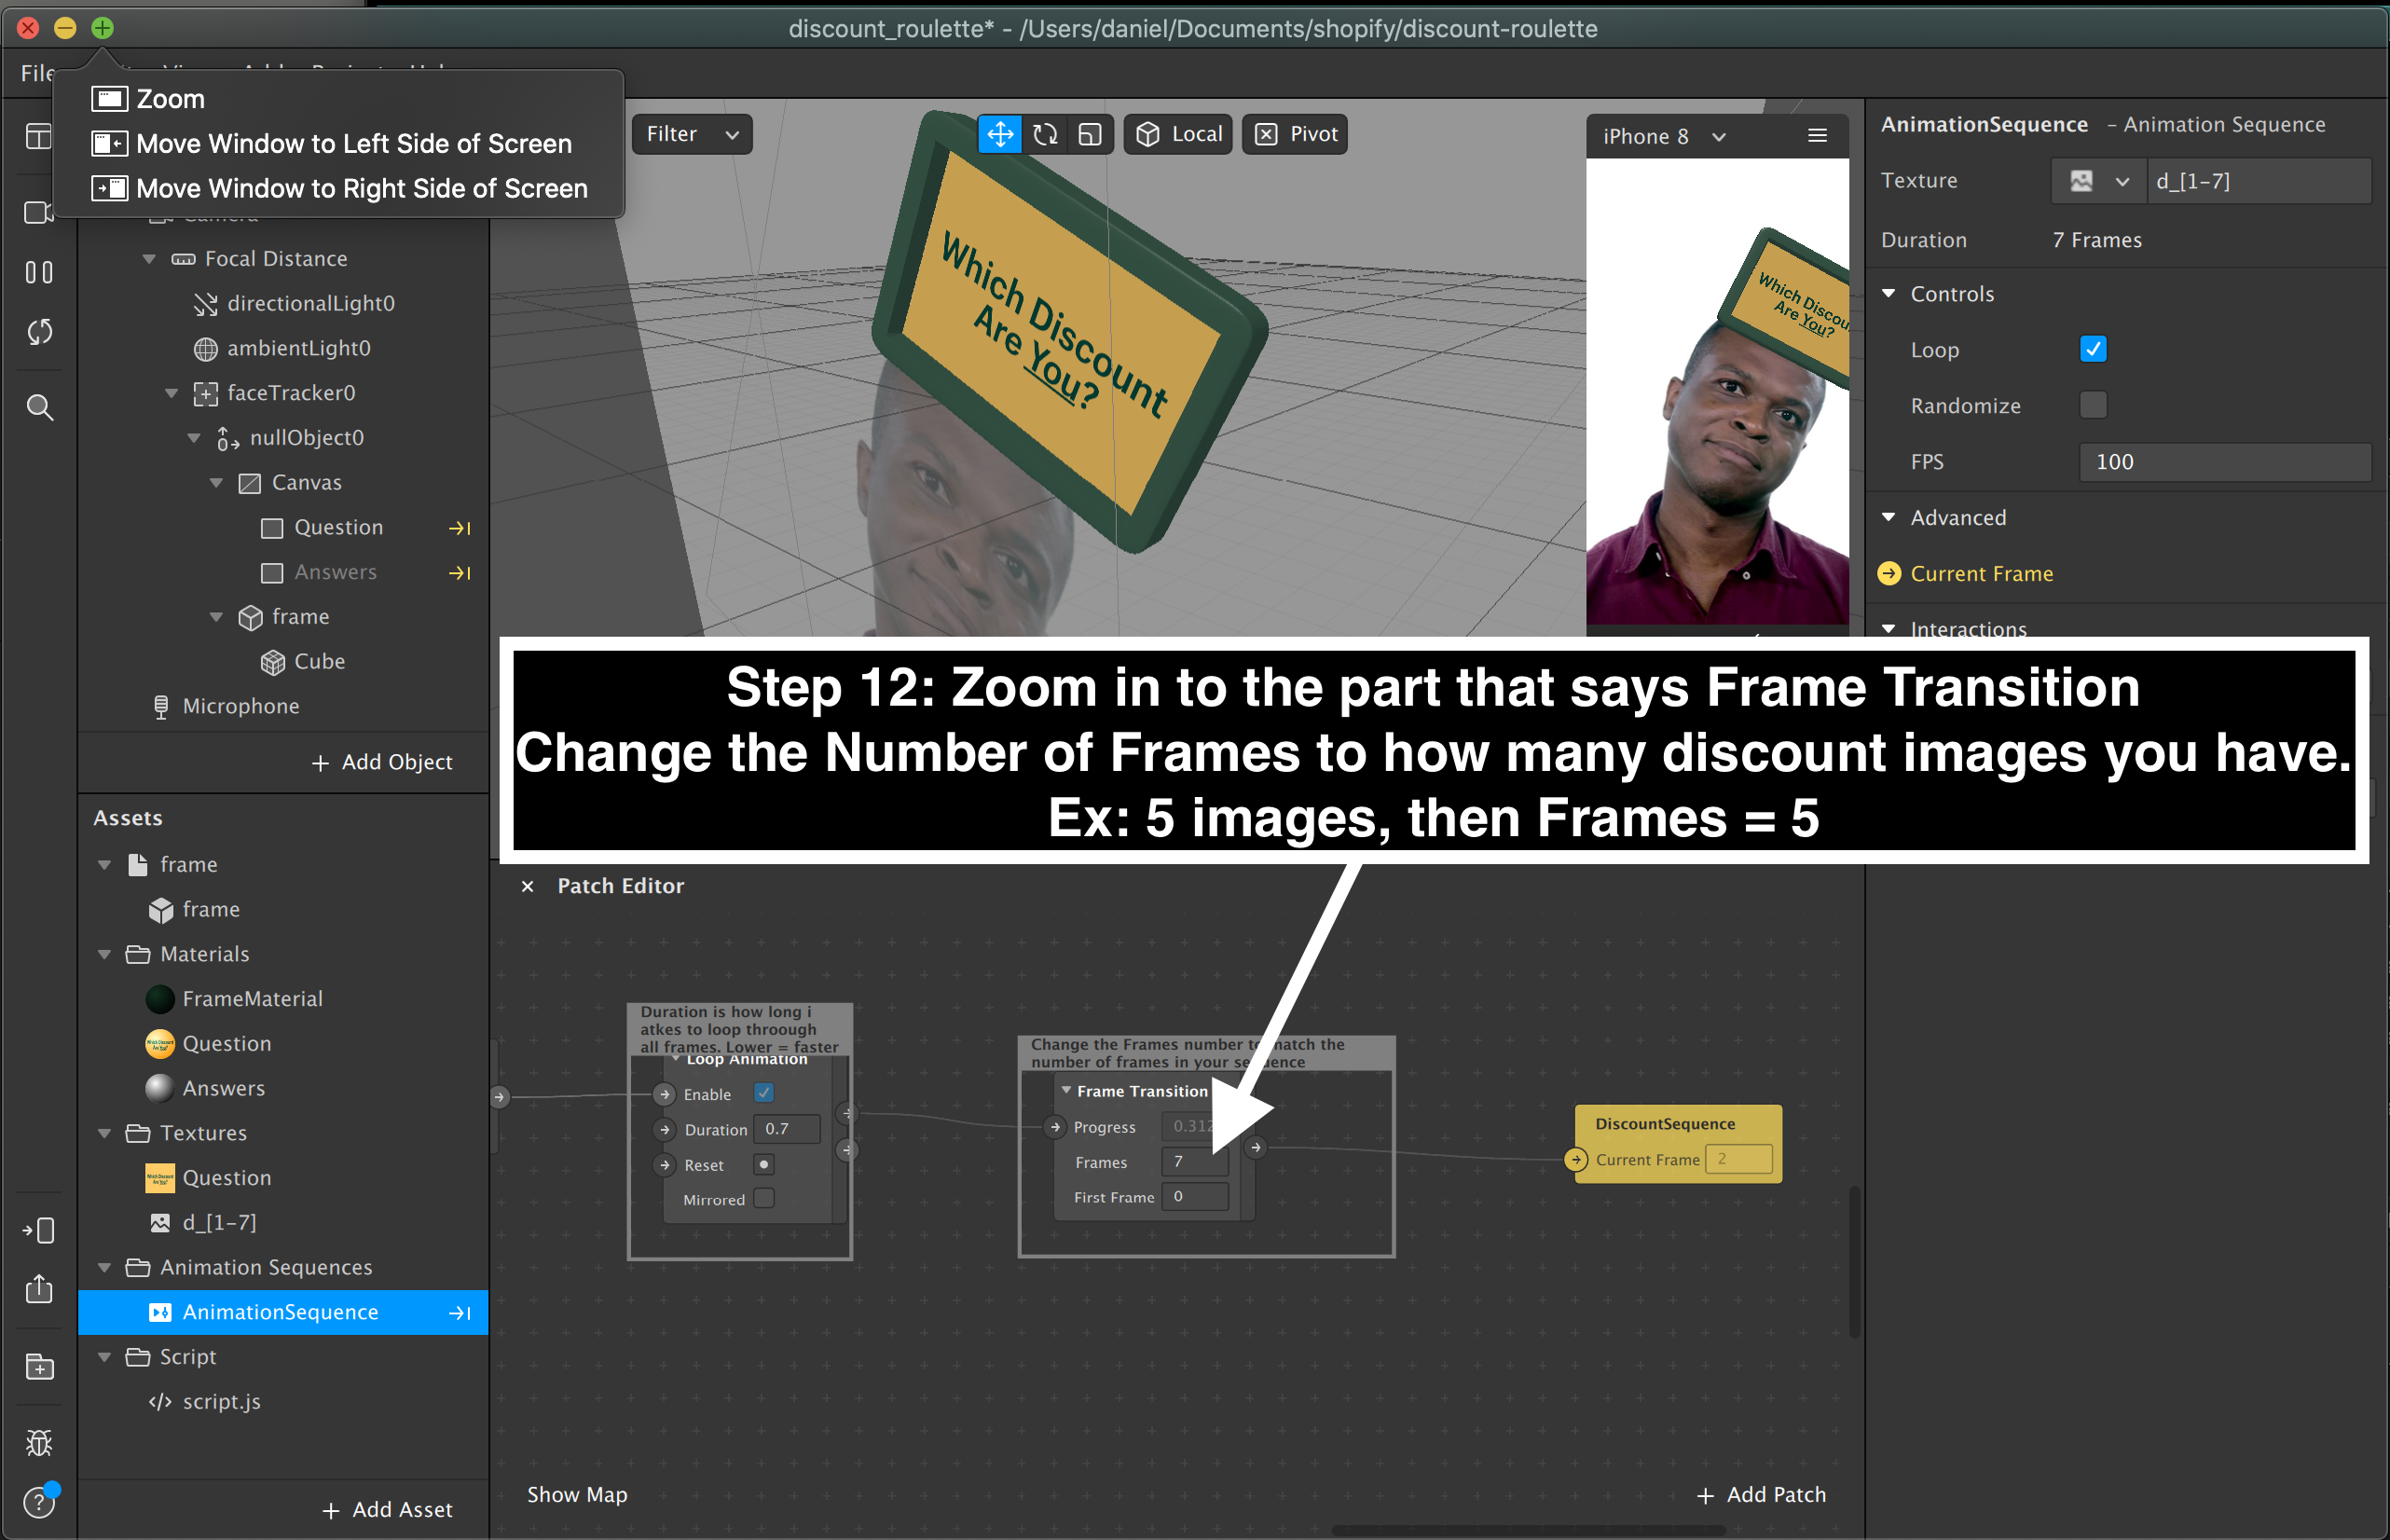 discount_roulette* - /Users/daniel/Documents/shopify/discount-roulette
File
Zoom
Move Window to Left Side of Screen
Move Window to Right Side of Screen
Camera
Focal Distance
directionalLight0
ambientLight0
faceTracker0
nullObject0
Canvas
Question
Answers
frame
Cube
Microphone
+ Add Object
Assets
frame
frame
Materials
FrameMaterial
Question
Answers
Textures
Question
d_[1-7]
Animation Sequences
AnimationSequence
Script
script.js
+ Add Asset
Filter
Local
Pivot
Which Discount
Are You?
iPhone 8
Which Discou
Are You?
AnimationSequence - Animation Sequence
Texture d_[1-7]
Duration 7 Frames
Controls
Loop
Randomize
FPS 100
Advanced
Current Frame
Interactions
Step 12: Zoom in to the part that says Frame Transition
Change the Number of Frames to how many discount images you have.
Ex: 5 images, then Frames = 5
Patch Editor
Duration is how long i
atkes to loop throough
all frames. Lower = faster
Loop Animation
Enable
Duration 0.7
Reset
Mirrored
Change the Frames number to match the
number of frames in your sequence
Frame Transition
Progress 0.312
Frames 7
First Frame 0
DiscountSequence
Current Frame 2
Show Map
+ Add Patch